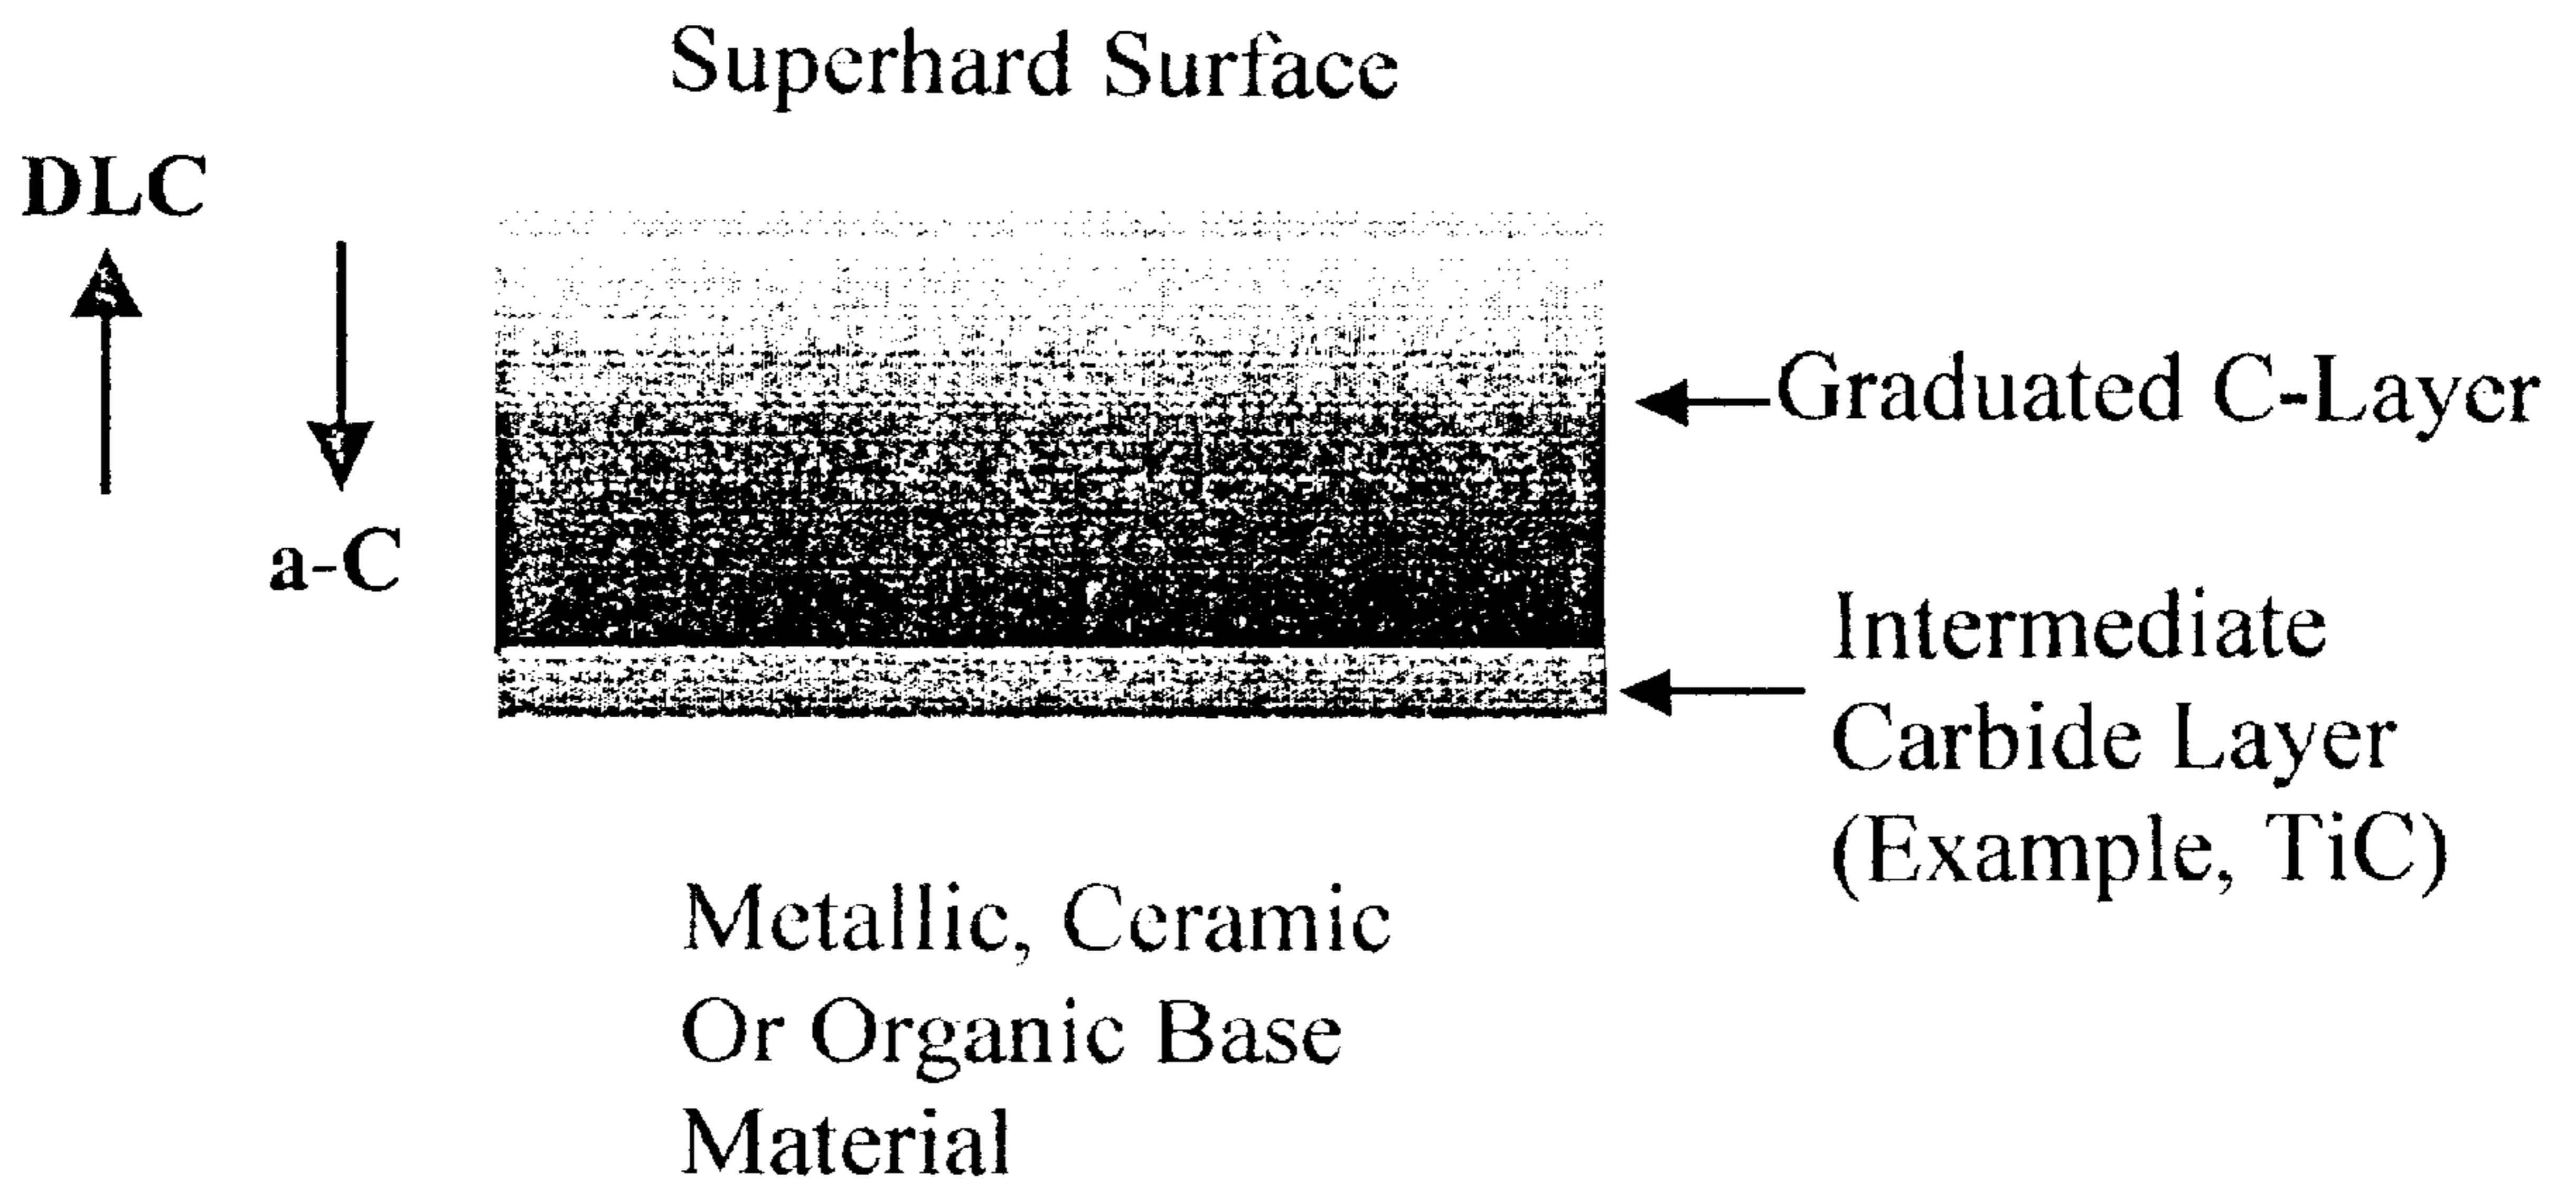 Superhard Surface
DLC
a-C
Graduated C-Layer
Intermediate
Carbide Layer
(Example, TiC)
Metallic, Ceramic
Or Organic Base
Material